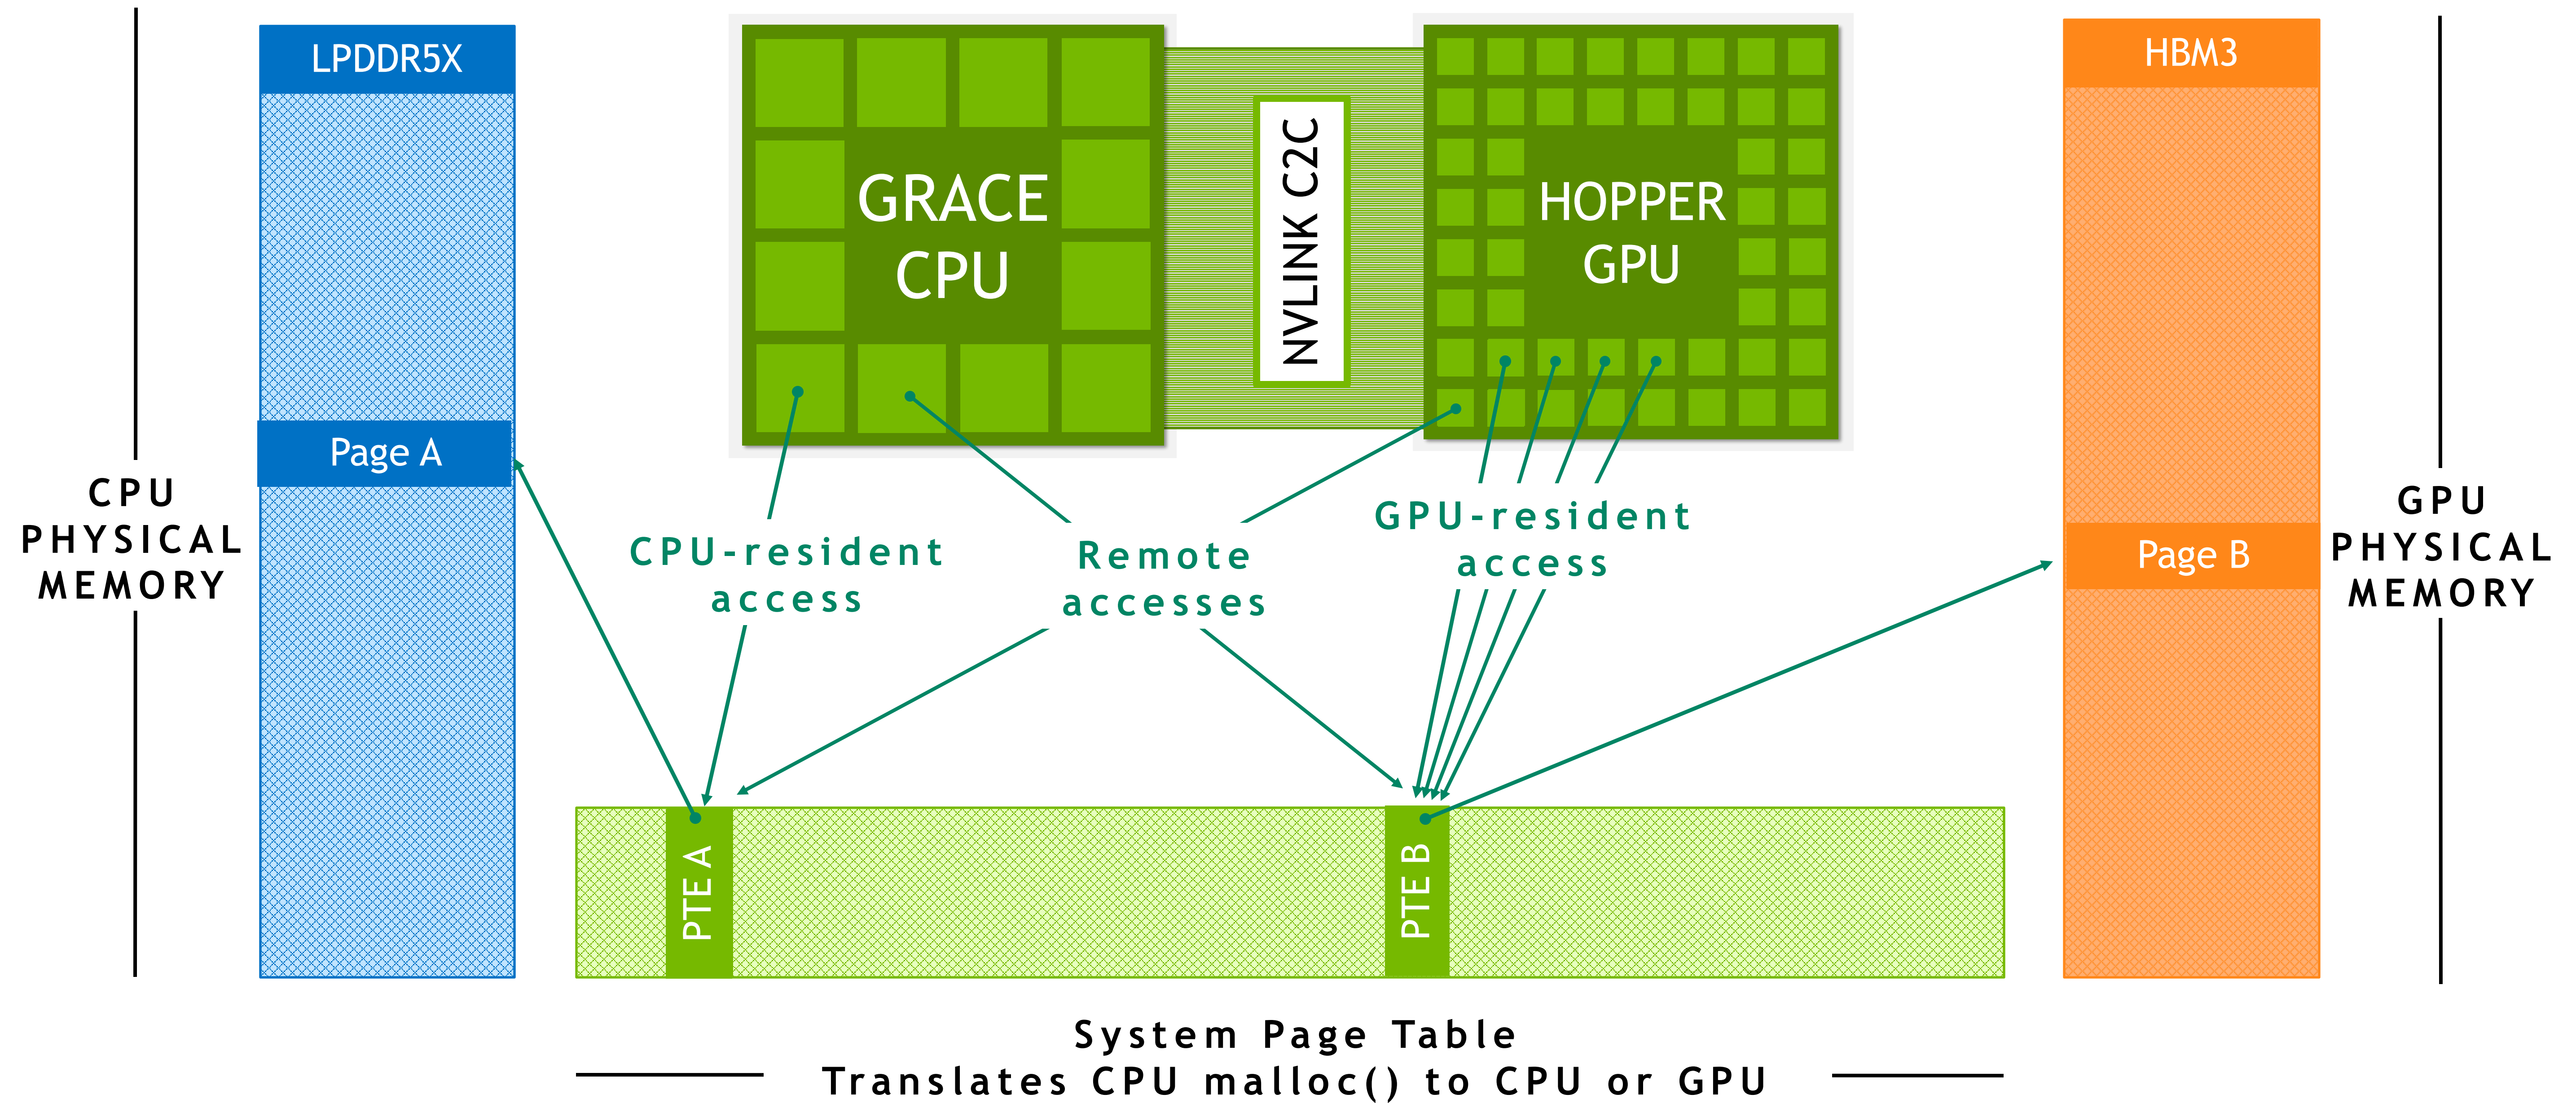 LPDDR5X
Page A
CPU
PHYSICAL
MEMORY
GRACE
CPU
NVLINK C2C
HOPPER
GPU
HBM3
Page B
GPU
PHYSICAL
MEMORY
CPU-resident
access
Remote
accesses
GPU-resident
access
PTE A
PTE B
System Page Table
Translates CPU malloc() to CPU or GPU